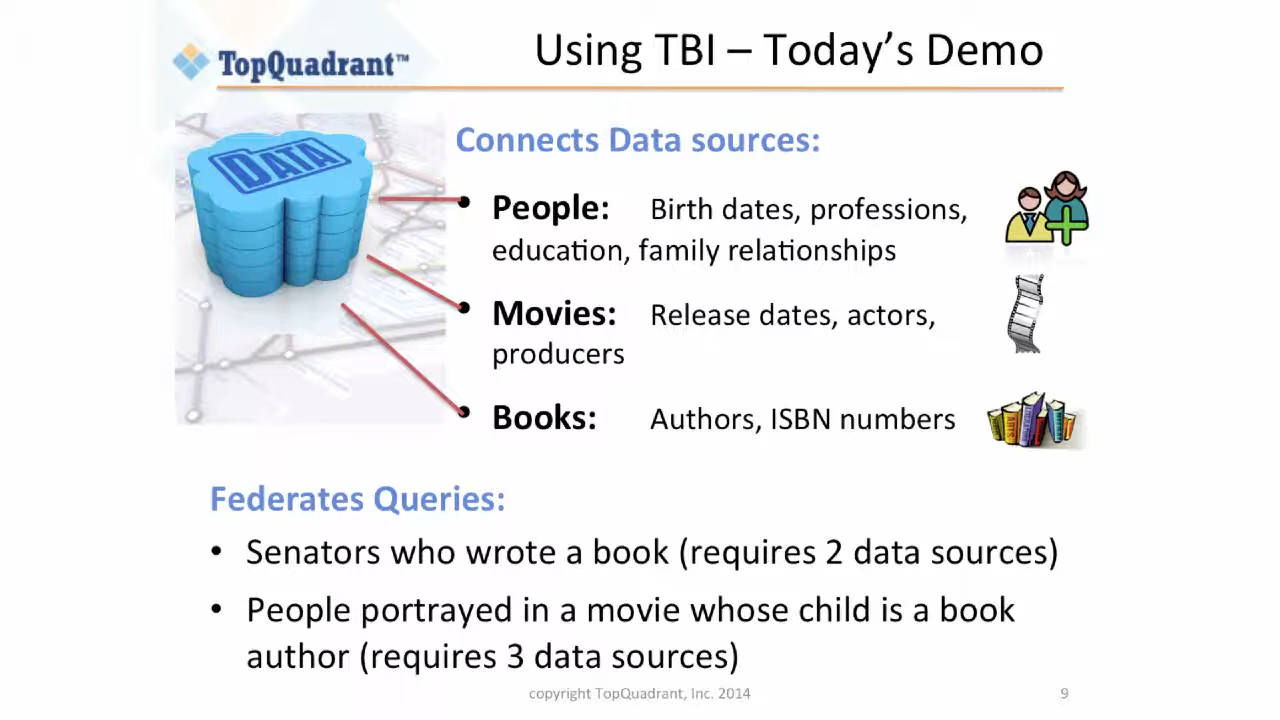 TopQuadrant™
Using TBI – Today's Demo
DATA
Connects Data sources:
• People: Birth dates, professions,
education, family relationships
• Movies: Release dates, actors,
producers
• Books: Authors, ISBN numbers
Federates Queries:
• Senators who wrote a book (requires 2 data sources)
• People portrayed in a movie whose child is a book
author (requires 3 data sources)
copyright TopQuadrant, Inc. 2014
9